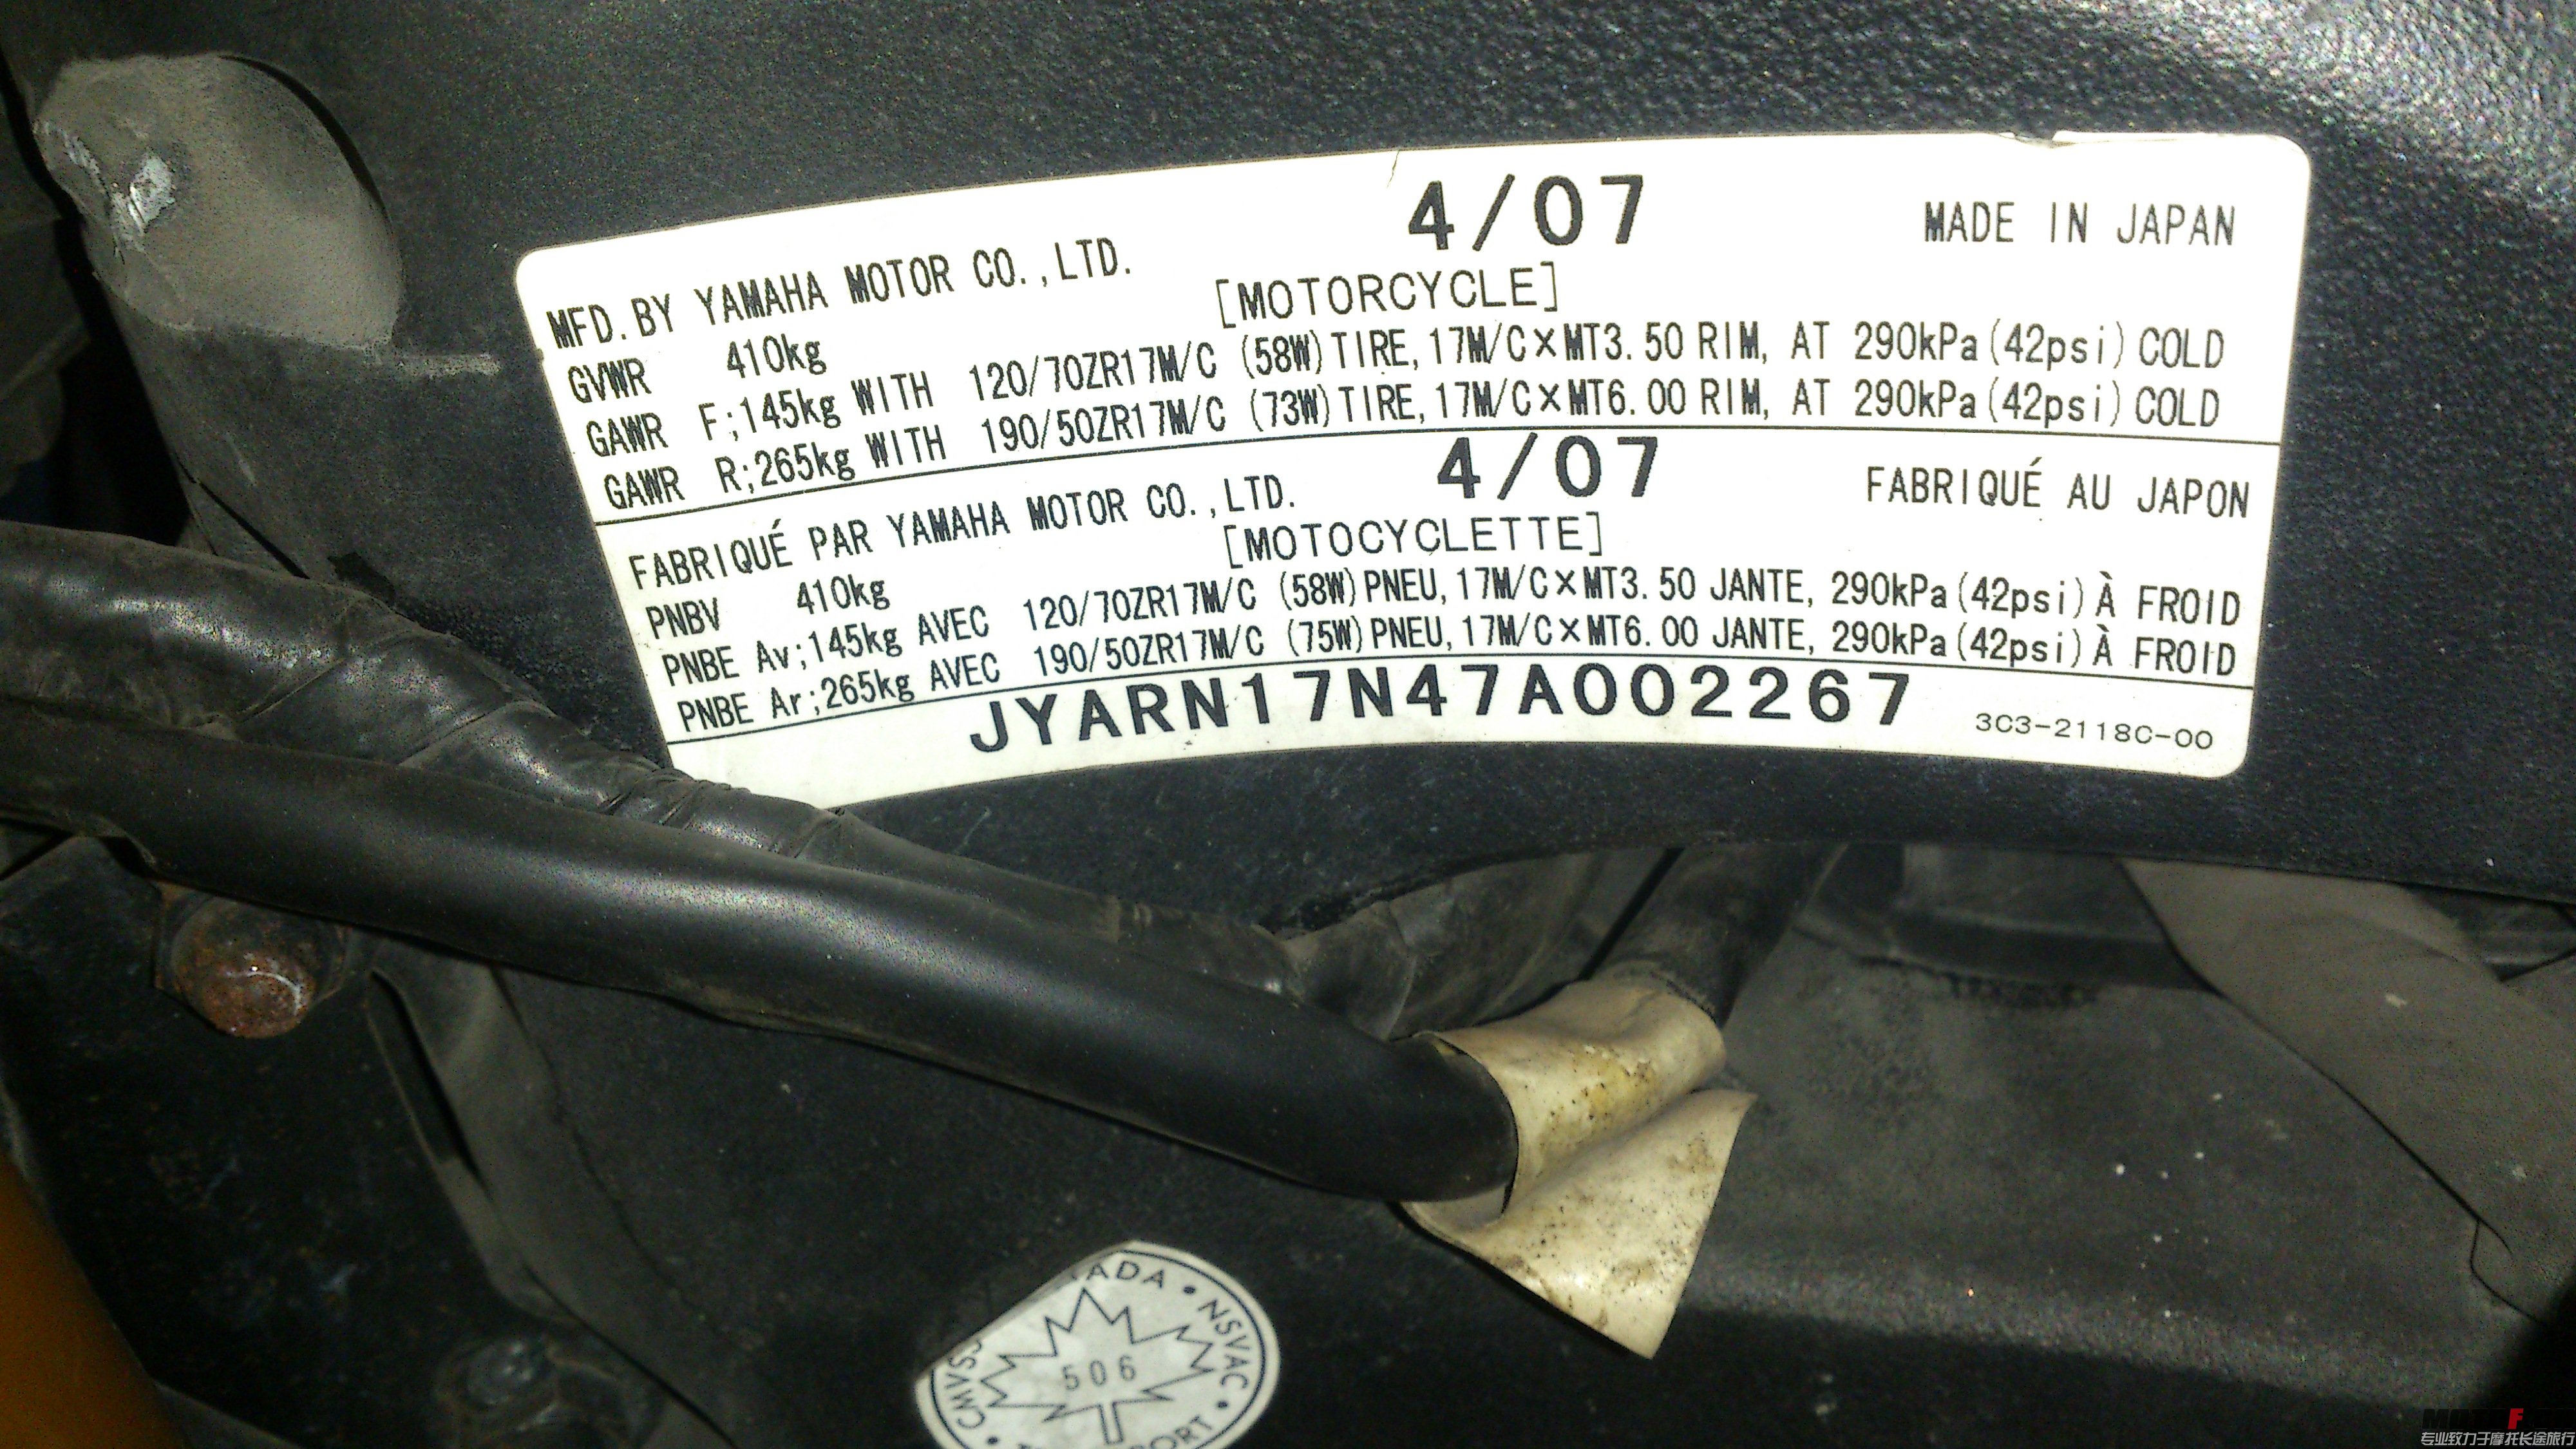 4/07
MADE IN JAPAN
MFD. BY YAMAHA MOTOR CO.,LTD.
[MOTORCYCLE]
GVWR 410kg
GAWR F;145kg WITH 120/70ZR17M/C (58W) TIRE, 17M/C×MT3.50 RIM, AT 290kPa (42psi) COLD
GAWR R;265kg WITH 190/50ZR17M/C (73W) TIRE, 17M/C×MT6.00 RIM, AT 290kPa (42psi) COLD
4/07
FABRIQUÉ AU JAPON
FABRIQUÉ PAR YAMAHA MOTOR CO.,LTD.
[MOTOCYCLETTE]
PNBV 410kg
PNBE Av;145kg AVEC 120/70ZR17M/C (58W) PNEU, 17M/C×MT3.50 JANTE, 290kPa (42psi) À FROID
PNBE Ar;265kg AVEC 190/50ZR17M/C (75W) PNEU, 17M/C×MT6.00 JANTE, 290kPa (42psi) À FROID
JYARN17N47A002267
3C3-2118C-00
ADA • NSVAC •
506
专业致力于摩托长途旅行